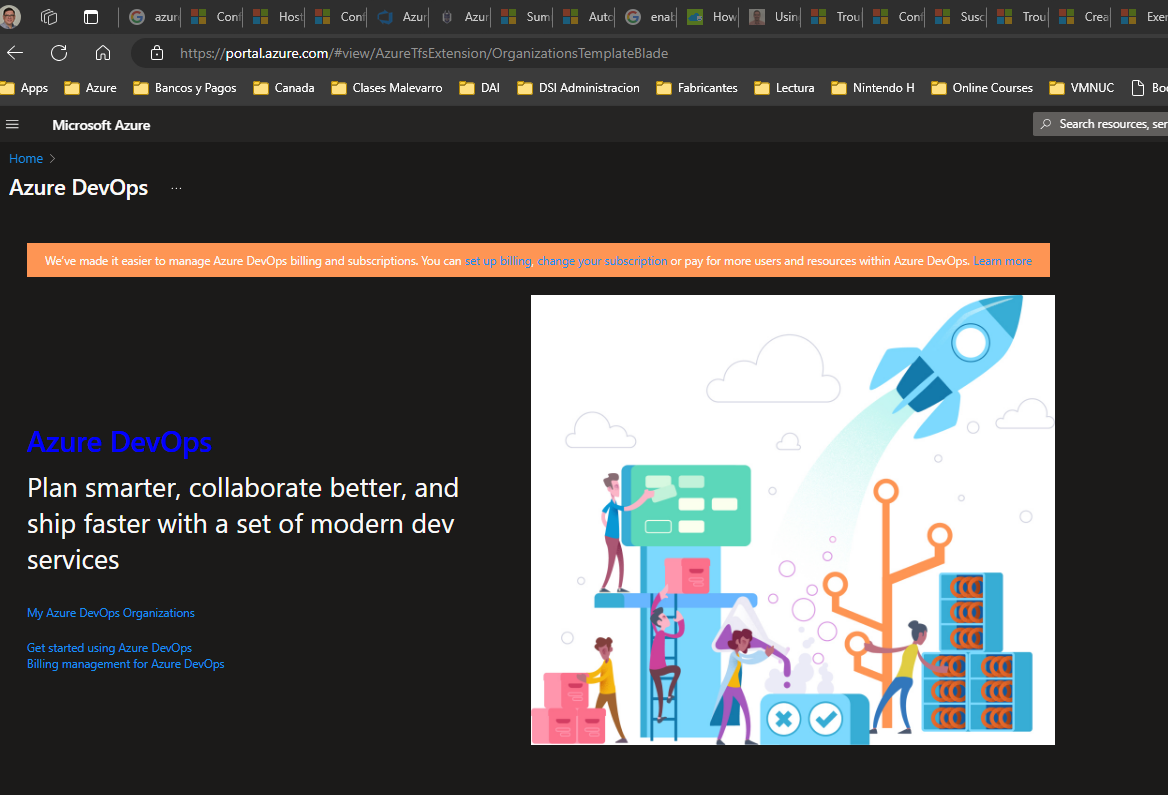 azur
Conf
Host
Conf
Azur
Azur
Sum
Auto
enab
How
Usin
Trou
Conf
Susc
Trou
Crea
Exer
https://portal.azure.com/#view/AzureTfsExtension/OrganizationsTemplateBlade
Apps
Azure
Bancos y Pagos
Canada
Clases Malevarro
DAI
DSI Administracion
Fabricantes
Lectura
Nintendo H
Online Courses
VMNUC
Boo
Microsoft Azure
Search resources, ser
Home >
Azure DevOps ...
We've made it easier to manage Azure DevOps billing and subscriptions. You can set up billing, change your subscription or pay for more users and resources within Azure DevOps. Learn more
Azure DevOps
Plan smarter, collaborate better, and
ship faster with a set of modern dev
services
My Azure DevOps Organizations
Get started using Azure DevOps
Billing management for Azure DevOps